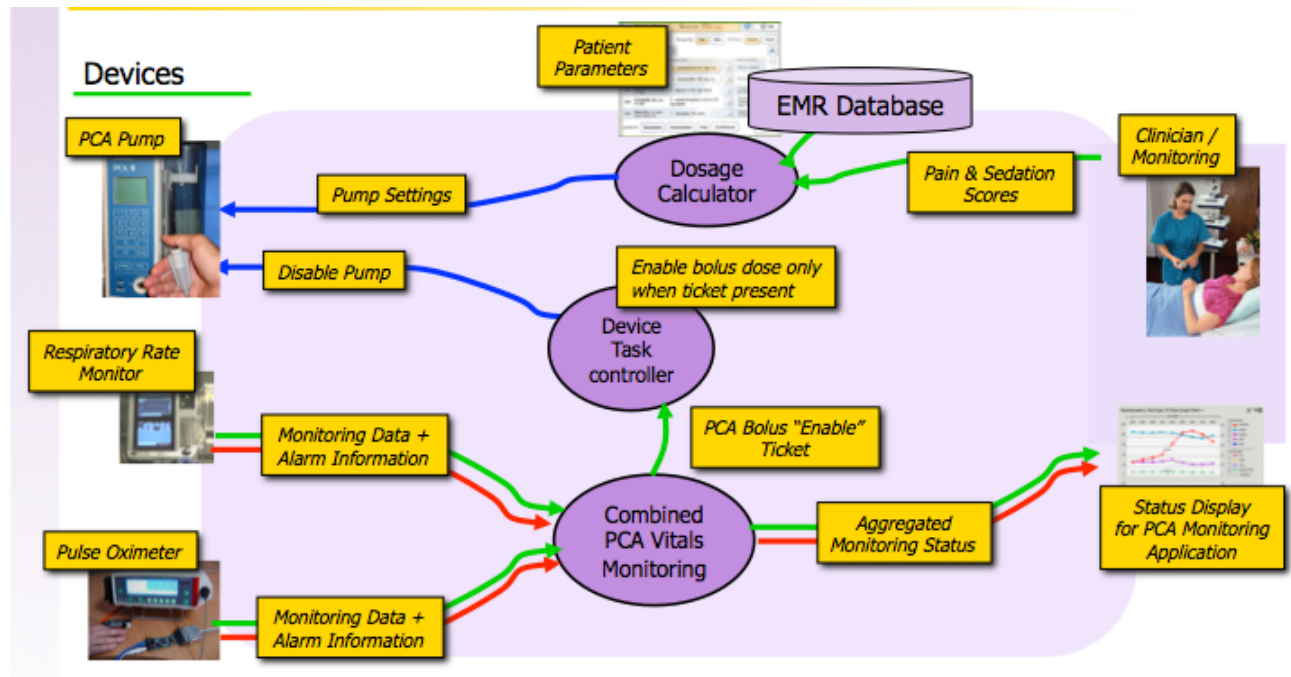 Devices
Patient
Parameters
EMR Database
PCA Pump
Clinician /
Monitoring
Dosage
Calculator
Pain & Sedation
Scores
Pump Settings
Disable Pump
Enable bolus dose only
when ticket present
Device
Task
controller
Respiratory Rate
Monitor
Monitoring Data +
Alarm Information
PCA Bolus “Enable”
Ticket
Combined
PCA Vitals
Monitoring
Aggregated
Monitoring Status
Status Display
for PCA Monitoring
Application
Pulse Oximeter
Monitoring Data +
Alarm Information